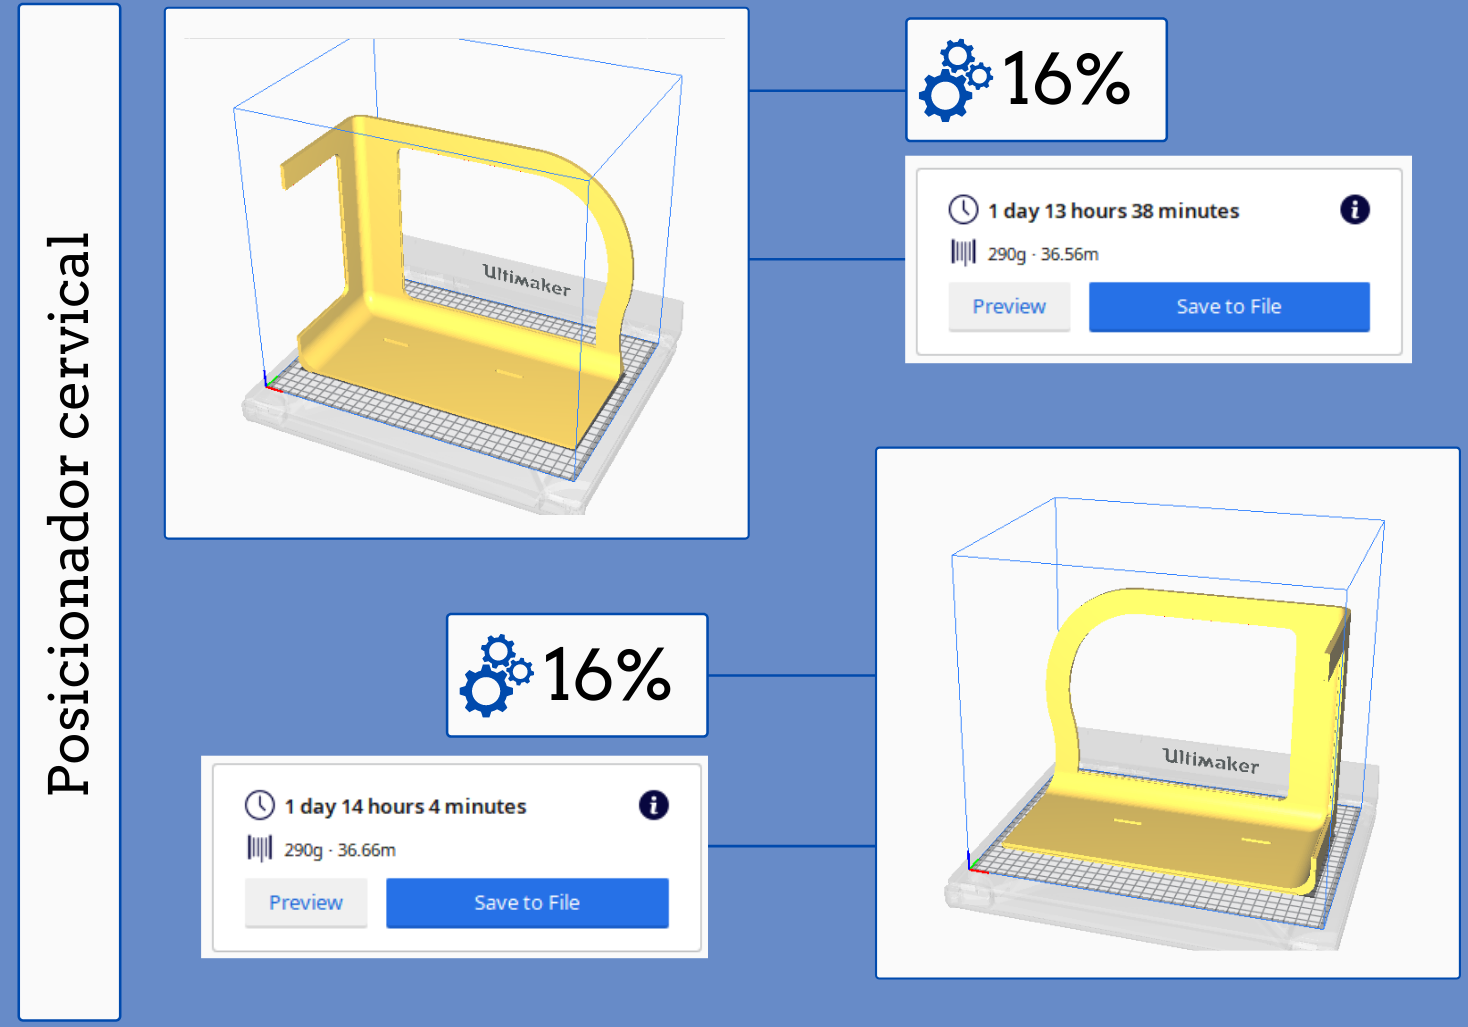 Posicionador cervical
Ultimaker
16%
1 day 13 hours 38 minutes
290g · 36.56m
Preview
Save to File
16%
1 day 14 hours 4 minutes
290g · 36.66m
Preview
Save to File
Ultimaker